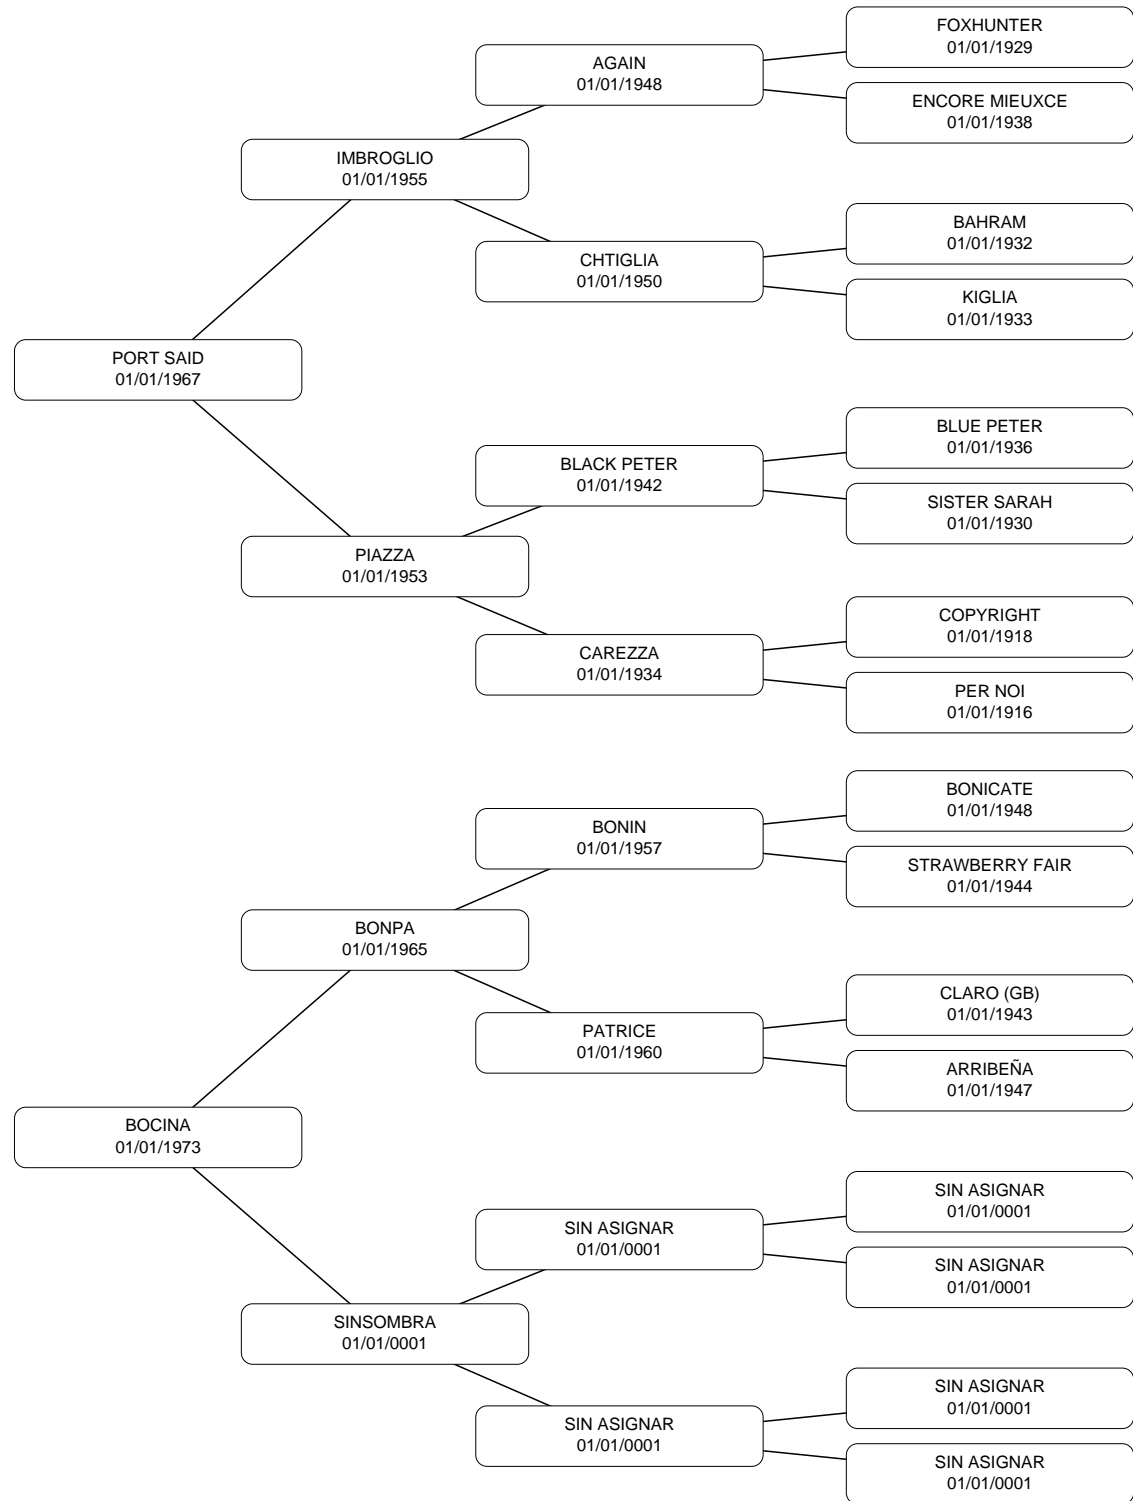 FOXHUNTER
01/01/1929
AGAIN
01/01/1948
ENCORE MIEUXCE
01/01/1938
IMBROGLIO
01/01/1955
BAHRAM
01/01/1932
CHTIGLIA
01/01/1950
KIGLIA
01/01/1933
PORT SAID
01/01/1967
BLUE PETER
01/01/1936
BLACK PETER
01/01/1942
SISTER SARAH
01/01/1930
PIAZZA
01/01/1953
COPYRIGHT
01/01/1918
CAREZZA
01/01/1934
PER NOI
01/01/1916
BONICATE
01/01/1948
BONIN
01/01/1957
STRAWBERRY FAIR
01/01/1944
BONPA
01/01/1965
CLARO (GB)
01/01/1943
PATRICE
01/01/1960
ARRIBEÑA
01/01/1947
BOCINA
01/01/1973
SIN ASIGNAR
01/01/0001
SIN ASIGNAR
01/01/0001
SIN ASIGNAR
01/01/0001
SINSOMBRA
01/01/0001
SIN ASIGNAR
01/01/0001
SIN ASIGNAR
01/01/0001
SIN ASIGNAR
01/01/0001